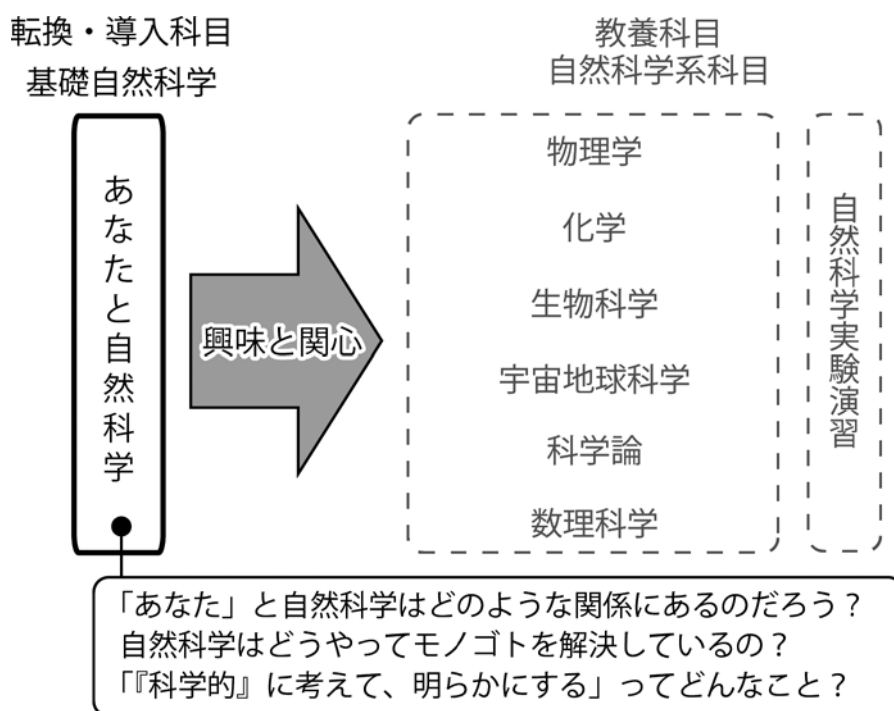 転換・導入科目
基礎自然科学
あなたと自然科学
興味と関心
教養科目
自然科学系科目
物理学
化学
生物科学
宇宙地球科学
科学論
数理科学
自然科学実験演習
「あなた」と自然科学はどのような関係にあるのだろう？
自然科学はどうやってモノゴトを解決しているの？
「『科学的』に考えて、明らかにする」ってどんなこと？